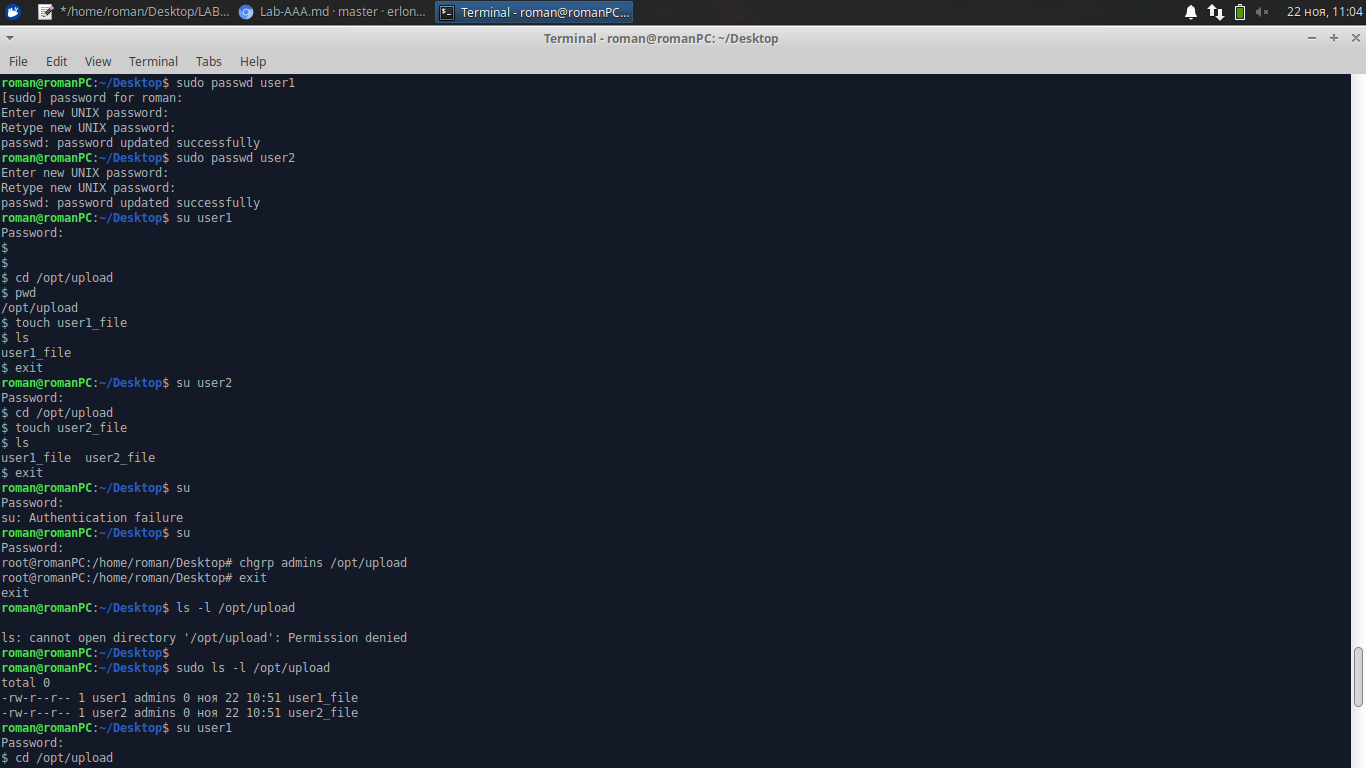 */home/roman/Desktop/LAB... Lab-AAA.md · master · erlon... Terminal - roman@romanPC... 22 ноя, 11:04
Terminal - roman@romanPC: ~/Desktop
File Edit View Terminal Tabs Help
roman@romanPC:~/Desktop$ sudo passwd user1
[sudo] password for roman:
Enter new UNIX password:
Retype new UNIX password:
passwd: password updated successfully
roman@romanPC:~/Desktop$ sudo passwd user2
Enter new UNIX password:
Retype new UNIX password:
passwd: password updated successfully
roman@romanPC:~/Desktop$ su user1
Password:
$
$
$ cd /opt/upload
$ pwd
/opt/upload
$ touch user1_file
$ ls
user1_file
$ exit
roman@romanPC:~/Desktop$ su user2
Password:
$ cd /opt/upload
$ touch user2_file
$ ls
user1_file  user2_file
$ exit
roman@romanPC:~/Desktop$ su
Password:
su: Authentication failure
roman@romanPC:~/Desktop$ su
Password:
root@romanPC:/home/roman/Desktop# chgrp admins /opt/upload
root@romanPC:/home/roman/Desktop# exit
exit
roman@romanPC:~/Desktop$ ls -l /opt/upload
ls: cannot open directory '/opt/upload': Permission denied
roman@romanPC:~/Desktop$
roman@romanPC:~/Desktop$ sudo ls -l /opt/upload
total 0
-rw-r--r-- 1 user1 admins 0 ноя 22 10:51 user1_file
-rw-r--r-- 1 user2 admins 0 ноя 22 10:51 user2_file
roman@romanPC:~/Desktop$ su user1
Password:
$ cd /opt/upload